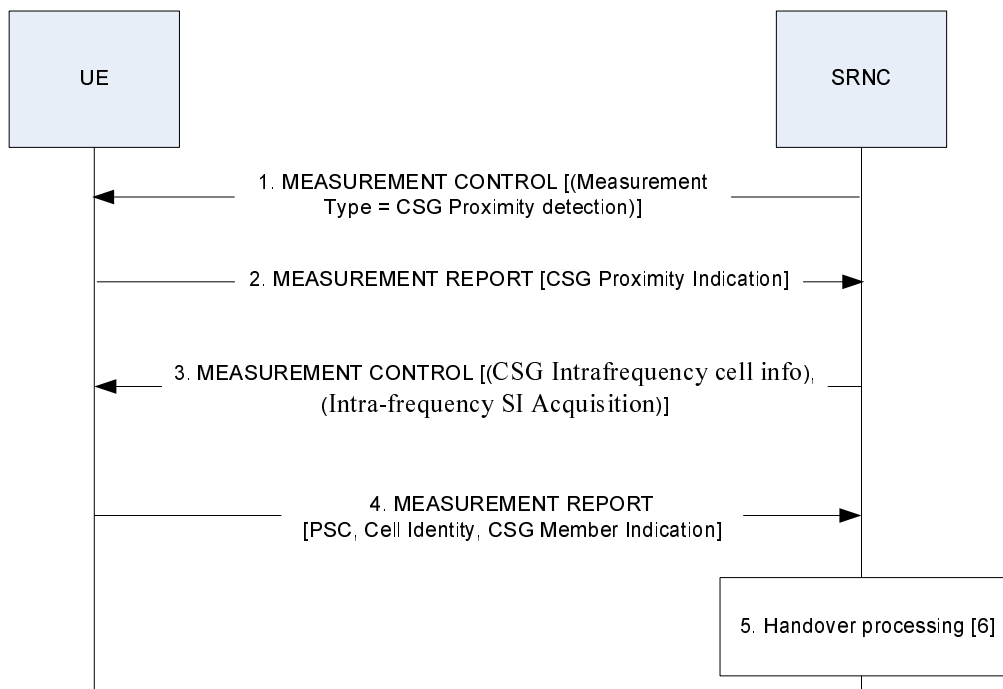 UE
SRNC
1. MEASUREMENT CONTROL [(Measurement
Type = CSG Proximity detection)]
2. MEASUREMENT REPORT [CSG Proximity Indication]
3. MEASUREMENT CONTROL [(CSG Intrafrequency cell info),
(Intra-frequency SI Acquisition)]
4. MEASUREMENT REPORT
[PSC, Cell Identity, CSG Member Indication]
5. Handover processing [6]